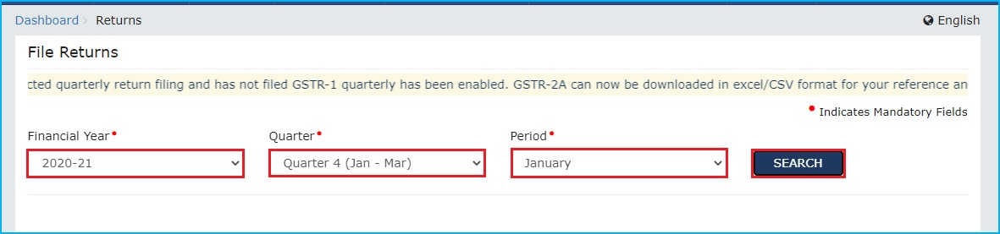 Dashboard > Returns English
File Returns
cted quarterly return filing and has not filed GSTR-1 quarterly has been enabled. GSTR-2A can now be downloaded in excel/CSV format for your reference an
• Indicates Mandatory Fields
Financial Year • Quarter • Period •
2020-21 Quarter 4 (Jan - Mar) January SEARCH